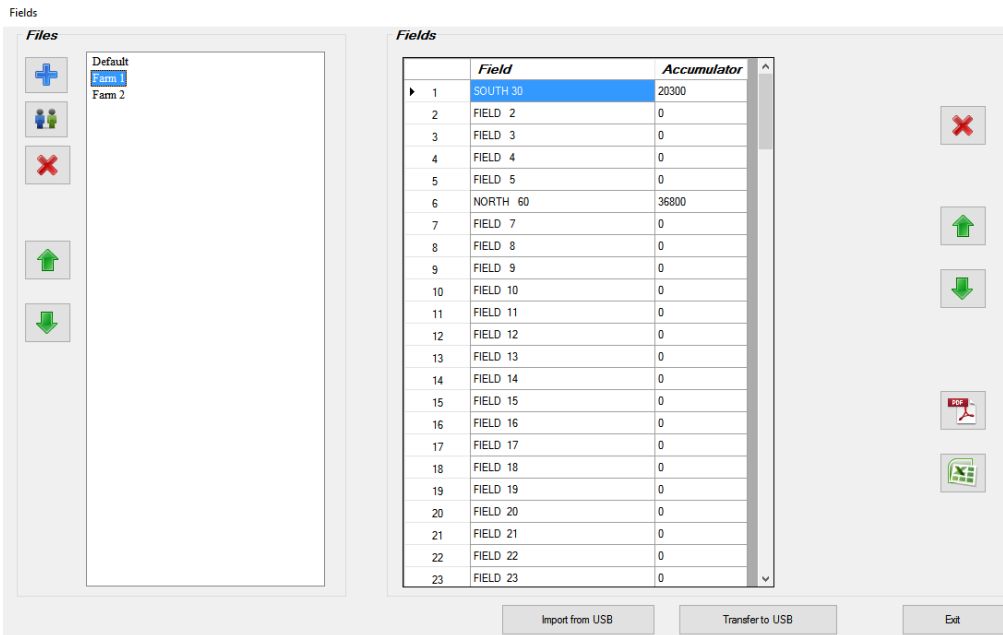 Fields
Files
Default
Farm 1
Farm 2
Fields
Field Accumulator
1 SOUTH 30 20300
2 FIELD 2 0
3 FIELD 3 0
4 FIELD 4 0
5 FIELD 5 0
6 NORTH 60 36800
7 FIELD 7 0
8 FIELD 8 0
9 FIELD 9 0
10 FIELD 10 0
11 FIELD 11 0
12 FIELD 12 0
13 FIELD 13 0
14 FIELD 14 0
15 FIELD 15 0
16 FIELD 16 0
17 FIELD 17 0
18 FIELD 18 0
19 FIELD 19 0
20 FIELD 20 0
21 FIELD 21 0
22 FIELD 22 0
23 FIELD 23 0
PDF
Import from USB Transfer to USB Exit